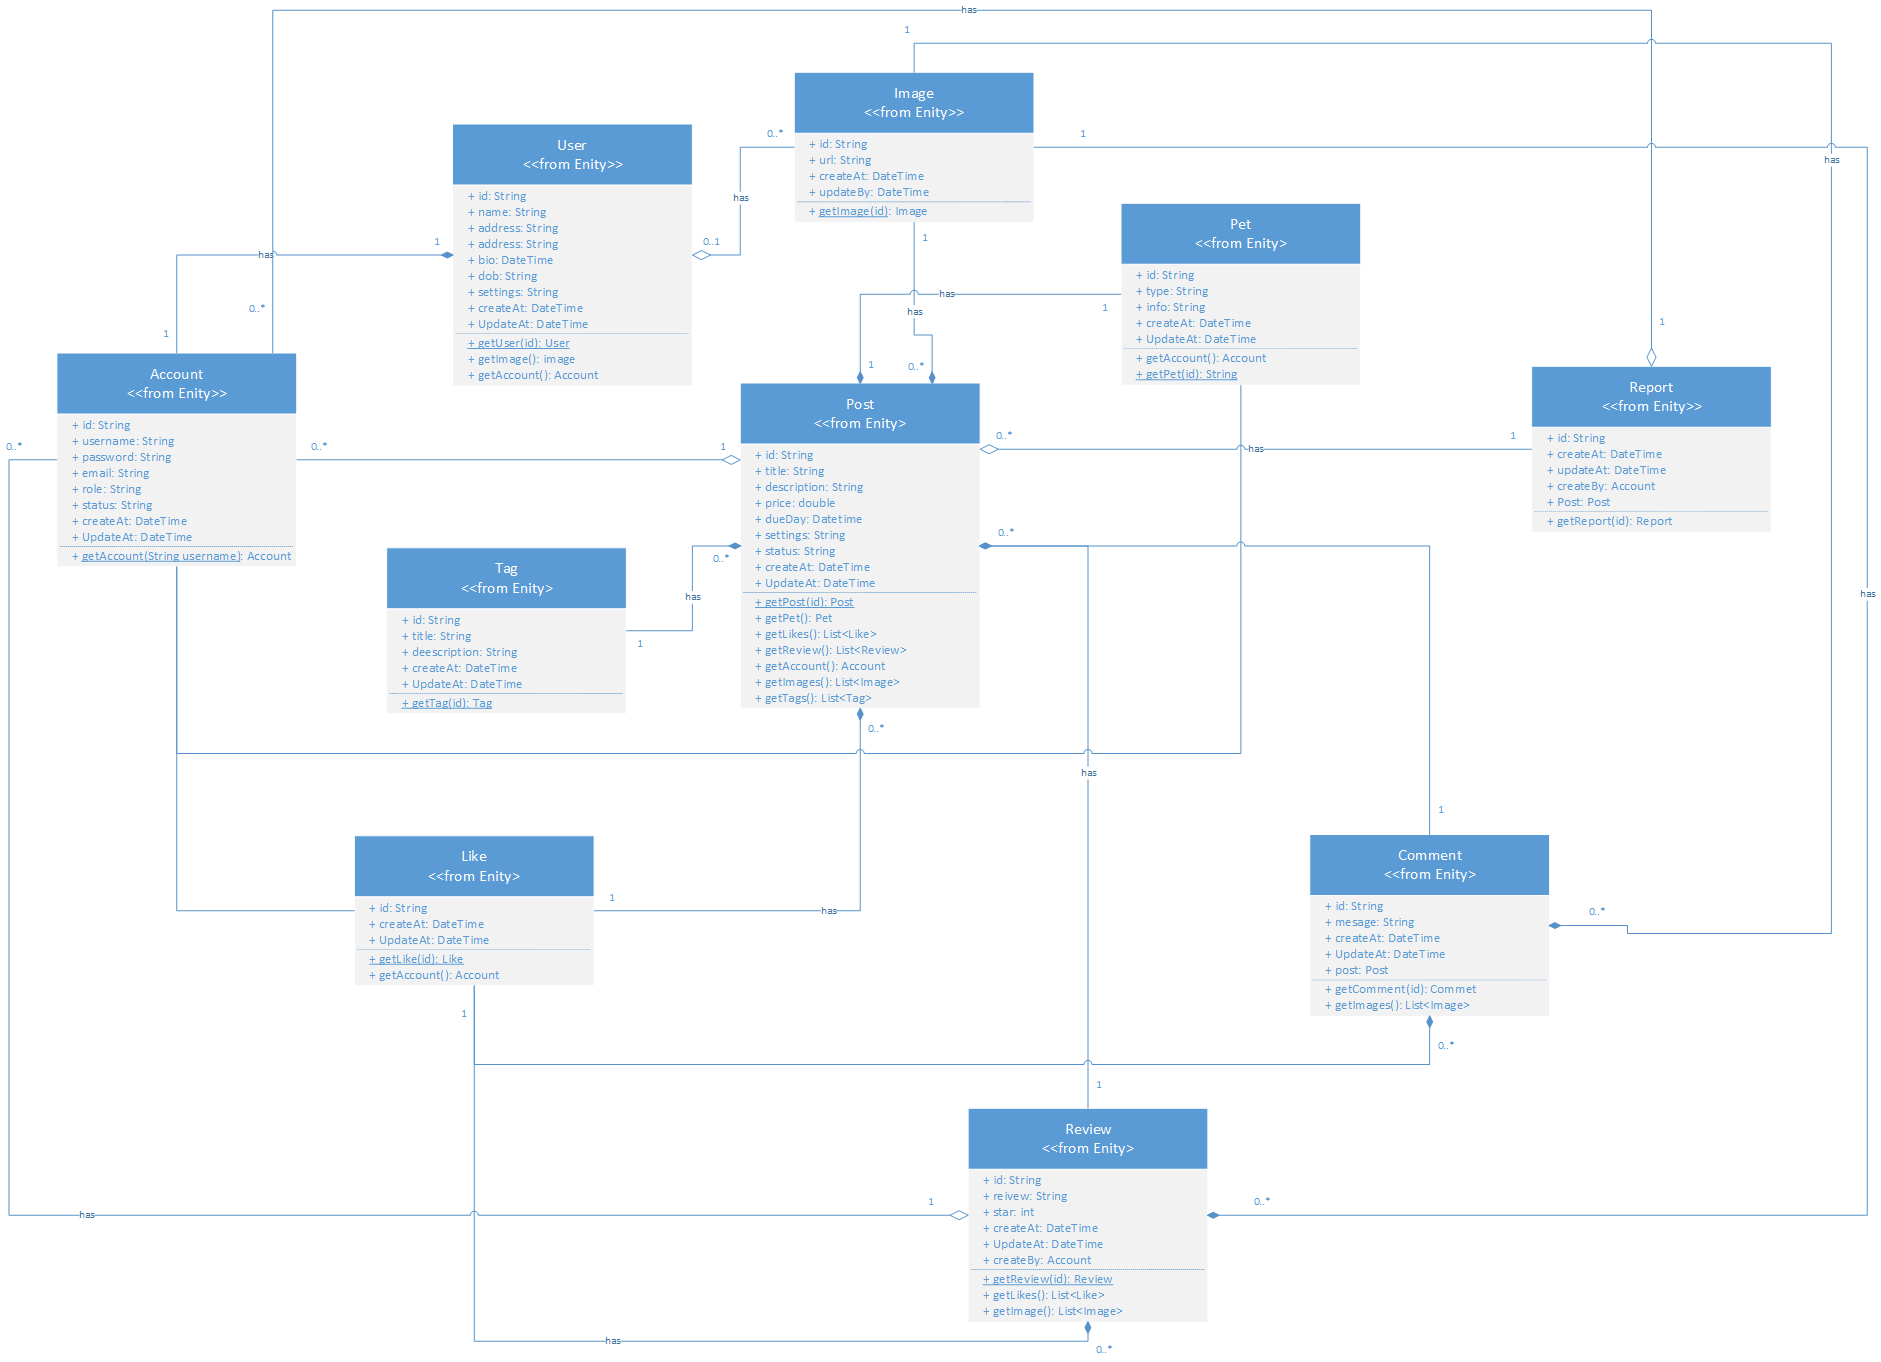 has
1
Image
<<from Enity>>
+ id: String
+ url: String
+ createAt: DateTime
+ updateBy: DateTime
+ getImage(id): Image
0..*
1
has
User
<<from Enity>>
+ id: String
+ name: String
+ address: String
+ address: String
+ bio: DateTime
+ dob: String
+ settings: String
+ createAt: DateTime
+ UpdateAt: DateTime
+ getUser(id): User
+ getImage(): image
+ getAccount(): Account
has
0..1
1
has
0..*
1
1
has
Pet
<<from Enity>
+ id: String
+ type: String
+ info: String
+ createAt: DateTime
+ UpdateAt: DateTime
+ getAccount(): Account
+ getPet(id): String
has
1
1
0..*
1
Account
<<from Enity>>
+ id: String
+ username: String
+ password: String
+ email: String
+ role: String
+ status: String
+ createAt: DateTime
+ UpdateAt: DateTime
+ getAccount(String username): Account
0..*
0..*
1
Post
<<from Enity>
+ id: String
+ title: String
+ description: String
+ price: double
+ dueDay: Datetime
+ settings: String
+ status: String
+ createAt: DateTime
+ UpdateAt: DateTime
+ getPost(id): Post
+ getPet(): Pet
+ getLikes(): List<Like>
+ getReview(): List<Review>
+ getAccount(): Account
+ getImages(): List<Image>
+ getTags(): List<Tag>
0..*
has
1
Report
<<from Enity>>
+ id: String
+ createAt: DateTime
+ updateAt: DateTime
+ createBy: Account
+ Post: Post
+ getReport(id): Report
0..*
0..*
has
1
Tag
<<from Enity>
+ id: String
+ title: String
+ deescription: String
+ createAt: DateTime
+ UpdateAt: DateTime
+ getTag(id): Tag
has
0..*
has
1
Like
<<from Enity>
+ id: String
+ createAt: DateTime
+ UpdateAt: DateTime
+ getLike(id): Like
+ getAccount(): Account
1
has
1
Comment
<<from Enity>
+ id: String
+ mesage: String
+ createAt: DateTime
+ UpdateAt: DateTime
+ post: Post
+ getComment(id): Commet
+ getImages(): List<Image>
0..*
0..*
1
Review
<<from Enity>
+ id: String
+ reivew: String
+ star: int
+ createAt: DateTime
+ UpdateAt: DateTime
+ createBy: Account
+ getReview(id): Review
+ getLikes(): List<Like>
+ getImage(): List<Image>
1
0..*
has
has
0..*